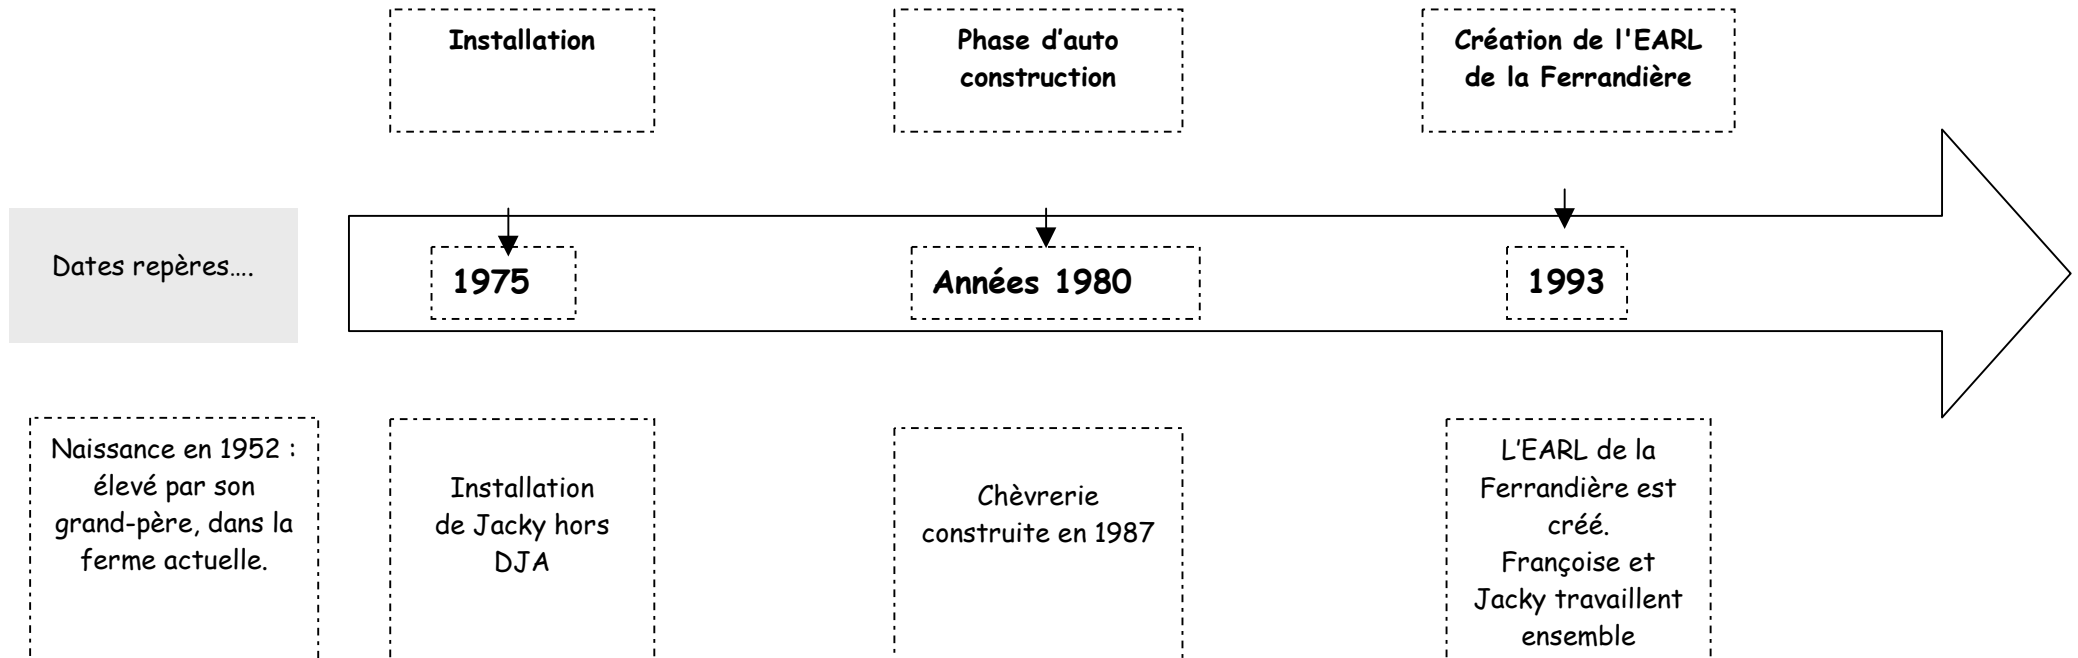 Installation
Phase d’auto
construction
Création de l'EARL
de la Ferrandière
Dates repères....
1975
Années 1980
1993
Naissance en 1952 :
élevé par son
grand-père, dans la
ferme actuelle.
Installation
de Jacky hors
DJA
Chèvrerie
construite en 1987
L’EARL de la
Ferrandière est
créé.
Françoise et
Jacky travaillent
ensemble